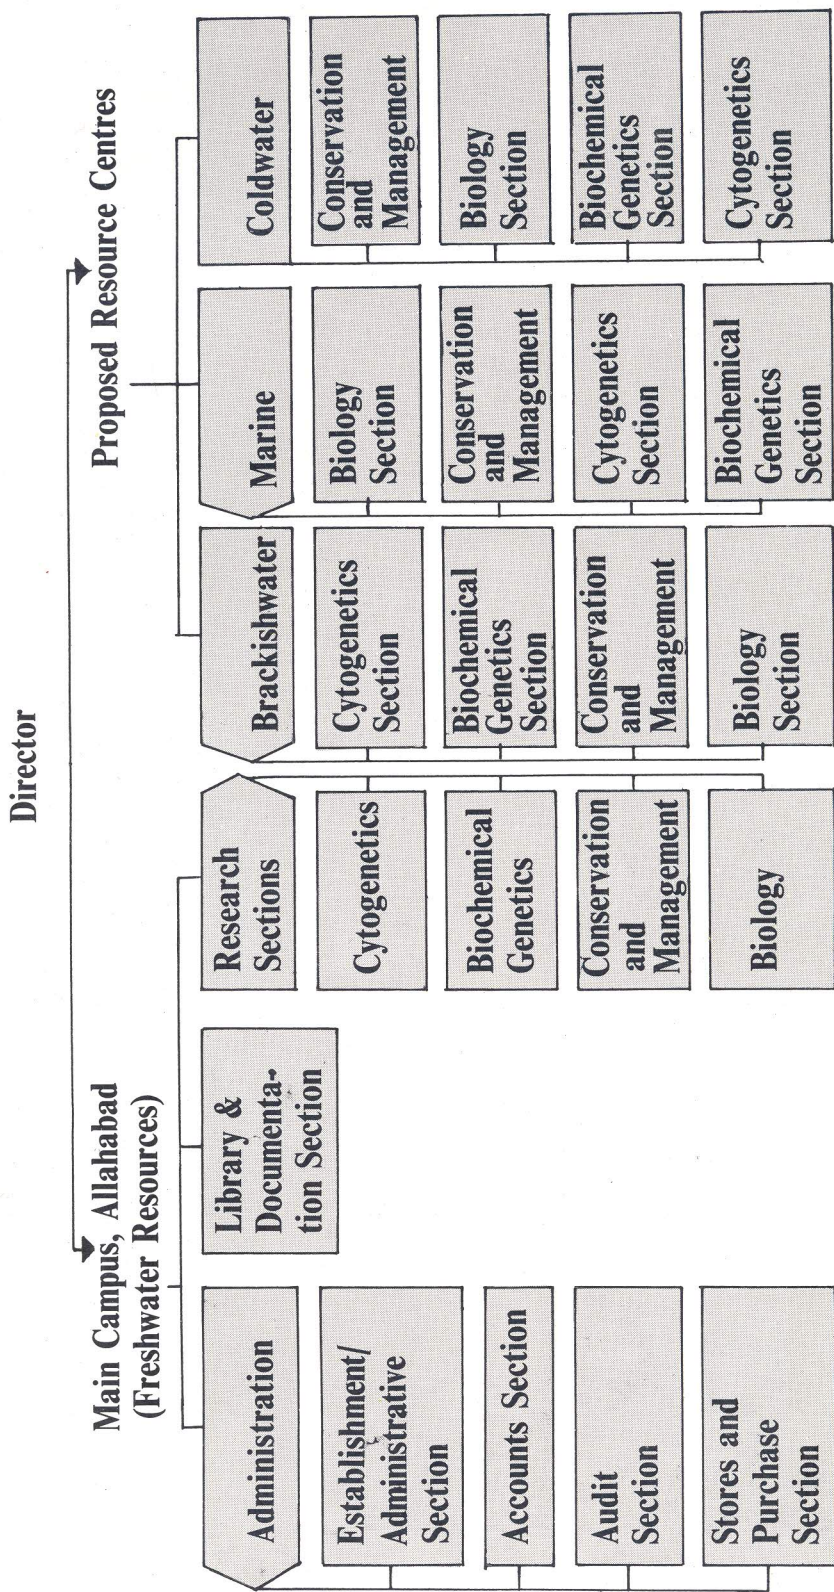 Director
Main Campus, Allahabad
(Freshwater Resources)
Proposed Resource Centres
Administration
Establishment/
Administrative
Section
Accounts Section
Audit
Section
Stores and
Purchase
Section
Library &
Documenta-
tion Section
Research
Sections
Cytogenetics
Biochemical
Genetics
Conservation
and
Management
Biology
Brackishwater
Cytogenetics
Section
Biochemical
Genetics
Section
Conservation
and
Management
Biology
Section
Marine
Biology
Section
Conservation
and
Management
Cytogenetics
Section
Biochemical
Genetics
Section
Coldwater
Conservation
and
Management
Biology
Section
Biochemical
Genetics
Section
Cytogenetics
Section